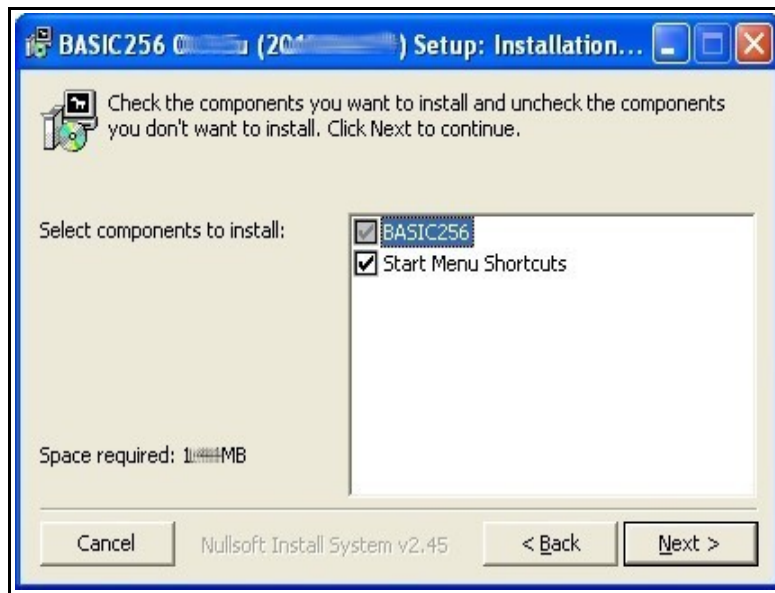 BASIC256 (20 ) Setup: Installation...
Check the components you want to install and uncheck the components
you don't want to install. Click Next to continue.
Select components to install:
BASIC256
Start Menu Shortcuts
Space required: MB
Cancel
Nullsoft Install System v2.45
< Back
Next >